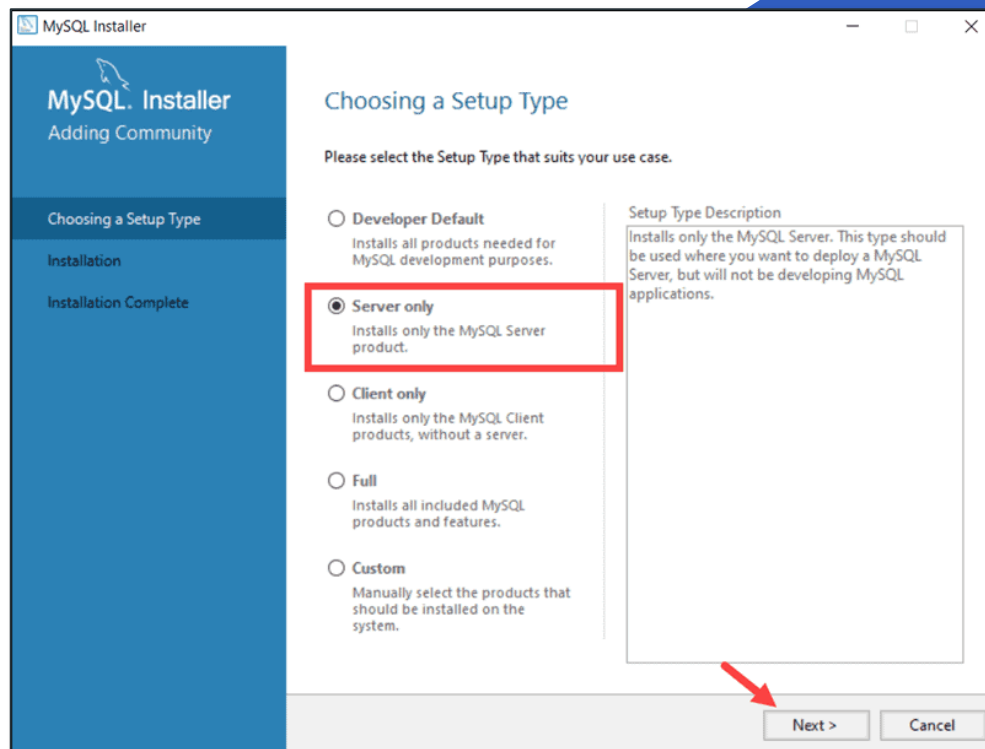 MySQL Installer
MySQL. Installer
Adding Community
Choosing a Setup Type
Installation
Installation Complete
Choosing a Setup Type
Please select the Setup Type that suits your use case.
Developer Default
Installs all products needed for
MySQL development purposes.
Server only
Installs only the MySQL Server
product.
Client only
Installs only the MySQL Client
products, without a server.
Full
Installs all included MySQL
products and features.
Custom
Manually select the products that
should be installed on the
system.
Setup Type Description
Installs only the MySQL Server. This type should
be used where you want to deploy a MySQL
Server, but will not be developing MySQL
applications.
Next >
Cancel